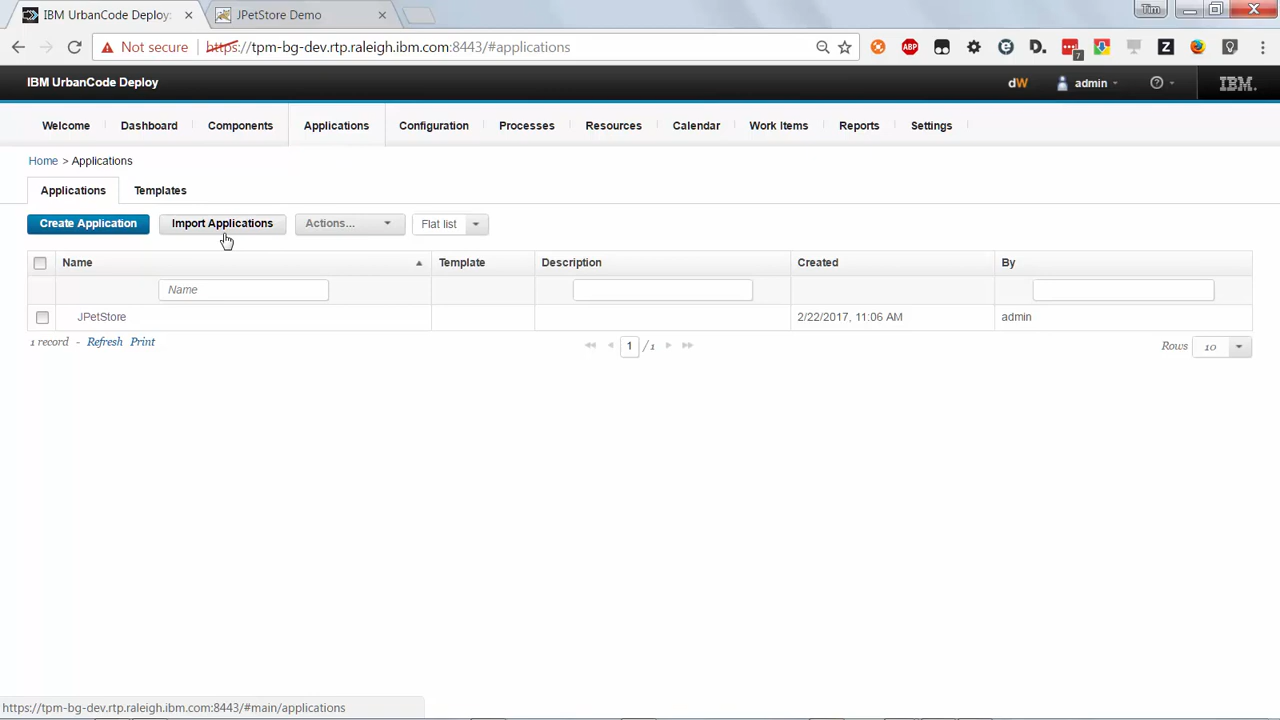 IBM UrbanCode Deploy:
JPetStore Demo
Tim
Not secure
https://tpm-bg-dev.rtp.raleigh.ibm.com:8443/#applications
ABP
D.
7
Z
IBM UrbanCode Deploy
dW
admin
?
IBM.
Welcome
Dashboard
Components
Applications
Configuration
Processes
Resources
Calendar
Work Items
Reports
Settings
Home > Applications
Applications
Templates
Create Application
Import Applications
Actions...
Flat list
Name
Template
Description
Created
By
Name
JPetStore
2/22/2017, 11:06 AM
admin
1 record - Refresh Print
1 / 1
Rows 10
https://tpm-bg-dev.rtp.raleigh.ibm.com:8443/#main/applications